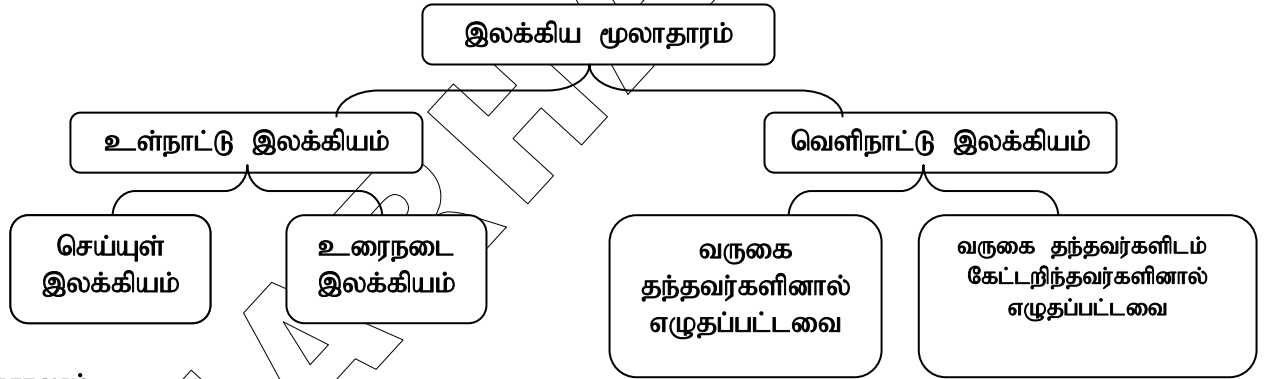 இலக்கிய மூலாதாரம்
உள்நாட்டு இலக்கியம்
வெளிநாட்டு இலக்கியம்
செய்யுள்
இலக்கியம்
உரைநடை
இலக்கியம்
வருகை
தந்தவர்களினால்
எழுதப்பட்டவை
வருகை தந்தவர்களிடம்
கேட்டறிந்தவர்களினால்
எழுதப்பட்டவை